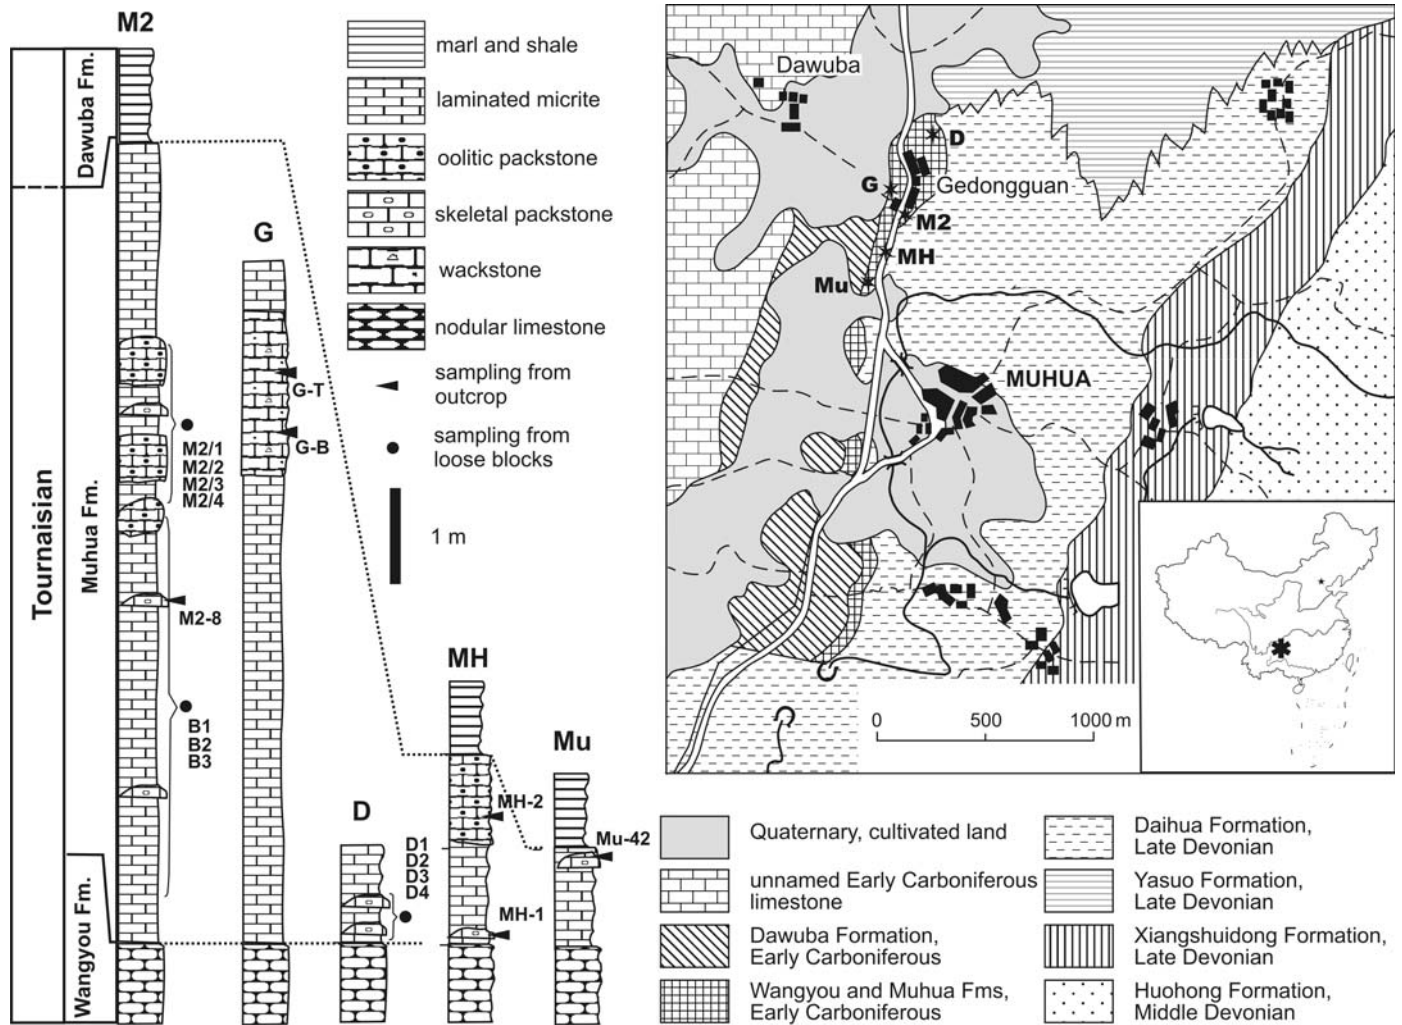 M2
Dawuba Fm.
Tournaisian
Muhua Fm.
Wangyou Fm.
M2/1
M2/2
M2/3
M2/4
M2-8
B1
B2
B3
G
G-T
G-B
D
D1
D2
D3
D4
MH
MH-2
MH-1
Mu
Mu-42
marl and shale
laminated micrite
oolitic packstone
skeletal packstone
wackstone
nodular limestone
sampling from
outcrop
sampling from
loose blocks
1 m
Dawuba
D
G
Gedongguan
M2
MH
Mu
MUHUA
0 500 1000 m
Quaternary, cultivated land
unnamed Early Carboniferous
limestone
Dawuba Formation,
Early Carboniferous
Wangyou and Muhua Fms,
Early Carboniferous
Daihua Formation,
Late Devonian
Yasuo Formation,
Late Devonian
Xiangshuidong Formation,
Late Devonian
Huohong Formation,
Middle Devonian